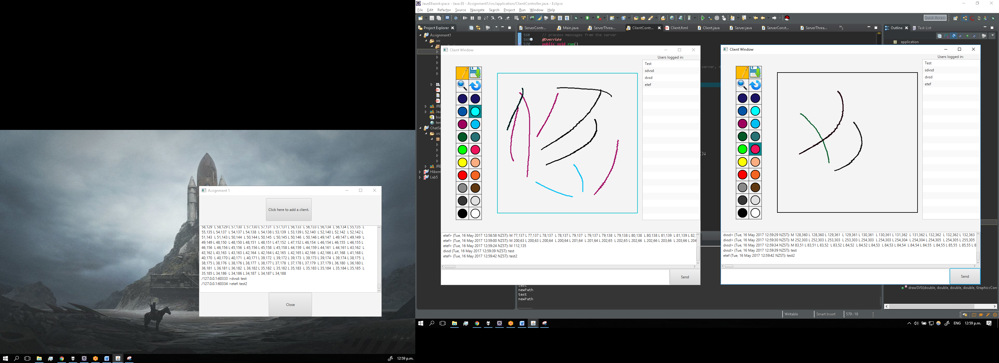 Assignment 1
Click here to add a client.
58,129 L 58,129 L 57,130 L 57,130 L 57,131 L 57,131 L 56,133 L 56,133 L 56,134 L 56,134 L 55,135 L
55,135 L 54,137 L 54,137 L 54,138 L 54,138 L 53,139 L 53,139 L 52,140 L 52,140 L 52,142 L 52,142 L
51,143 L 51,143 L 50,144 L 50,144 L 50,145 L 50,145 L 50,146 L 50,146 L 49,147 L 49,147 L 49,149 L
49,149 L 48,150 L 48,150 L 48,151 L 48,151 L 47,152 L 47,152 L 46,154 L 46,154 L 46,155 L 46,155 L
46,156 L 46,156 L 45,156 L 45,156 L 45,158 L 45,158 L 44,159 L 44,159 L 44,161 L 44,161 L 43,162 L
43,162 L 43,163 L 43,163 L 42,164 L 42,164 L 42,165 L 42,165 L 42,166 L 42,166 L 41,168 L 41,168 L
40,170 L 40,170 L 40,171 L 40,171 L 39,172 L 39,172 L 39,173 L 39,173 L 39,174 L 39,174 L 38,175 L
38,175 L 38,176 L 38,176 L 38,177 L 38,177 L 37,178 L 37,178 L 37,179 L 37,179 L 36,180 L 36,180 L
36,181 L 36,181 L 36,182 L 36,182 L 35,182 L 35,182 L 35,183 L 35,183 L 35,184 L 35,184 L 35,185 L
35,185 L 34,186 L 34,186 L 34,187 L 34,187 L 34,188
/127.0.0.1:60333 >dvsd: test
/127.0.0.1:60334 >etef: test2
Close
12:59 p.m.
JaveEEworkspace - Java EE - Assignment1/src/application/ClientController.java - Eclipse
File Edit Refactor Source Navigate Search Project Run Window Help
Quick Access
Project Explorer
ServerContr... Main.java ServerThrea... ClientContr... Client.fxml Client.java Server.java ServerConst... ServerThrea... 3
Outline Task List
Assignment1
src
JRE
Jav
bui
ChatSe
src
JRE
Hibern
Lab5
568 // process messages from the server
569 @Override
570 public void run()
server, d
();
application
Client Window
Users logged in:
Test
sdvsd
dvsd
etef
etef> (Tue, 16 May 2017 12:58:58 NZST): M 77,137 L 77,137 L 78,137 L 78,137 L 79,137 L 79,137 L 79,138 L 79,138 L 80,138 L 80,138 L 81,139 L 81,139 L 82,
etef> (Tue, 16 May 2017 12:59:00 NZST): M 200,63 L 200,63 L 200,64 L 200,64 L 201,64 L 201,64 L 202,65 L 202,65 L 202,66 L 202,66 L 203,66 L 203,66 L 204
etef> (Tue, 16 May 2017 12:59:24 NZST): M 112,135
dvsd (Tue, 16 May 2017 12:59:39 NZST): test
etef> (Tue, 16 May 2017 12:59:42 NZST): test2
Send
Client Window
Users logged in:
Test
sdvsd
dvsd
etef
dvsd> (Tue, 16 May 2017 12:59:29 NZST): M 128,360 L 128,360 L 129,361 L 129,361 L 130,361 L 130,361 L 131,362 L 131,362 L 132,362 L 132,362 L 132,363
dvsd> (Tue, 16 May 2017 12:59:30 NZST): M 252,303 L 252,303 L 253,303 L 253,303 L 254,303 L 254,303 L 254,304 L 254,304 L 254,305 L 254,305 L 255,305
dvsd> (Tue, 16 May 2017 12:59:34 NZST): M 83,51 L 83,51 L 83,52 L 83,52 L 84,52 L 84,52 L 84,53 L 84,53 L 84,54 L 84,54 L 84,55 L 84,55 L 85,55 L 85,55 L 8
dvsd> (Tue, 16 May 2017 12:59:39 NZST): test
etef (Tue, 16 May 2017 12:59:42 NZST): test2
Send
test
newPath
test
newPath
drawSVG(double, double, double, double, GraphicsCon
Writable Smart Insert 579 : 18
ENG 12:59 p.m.